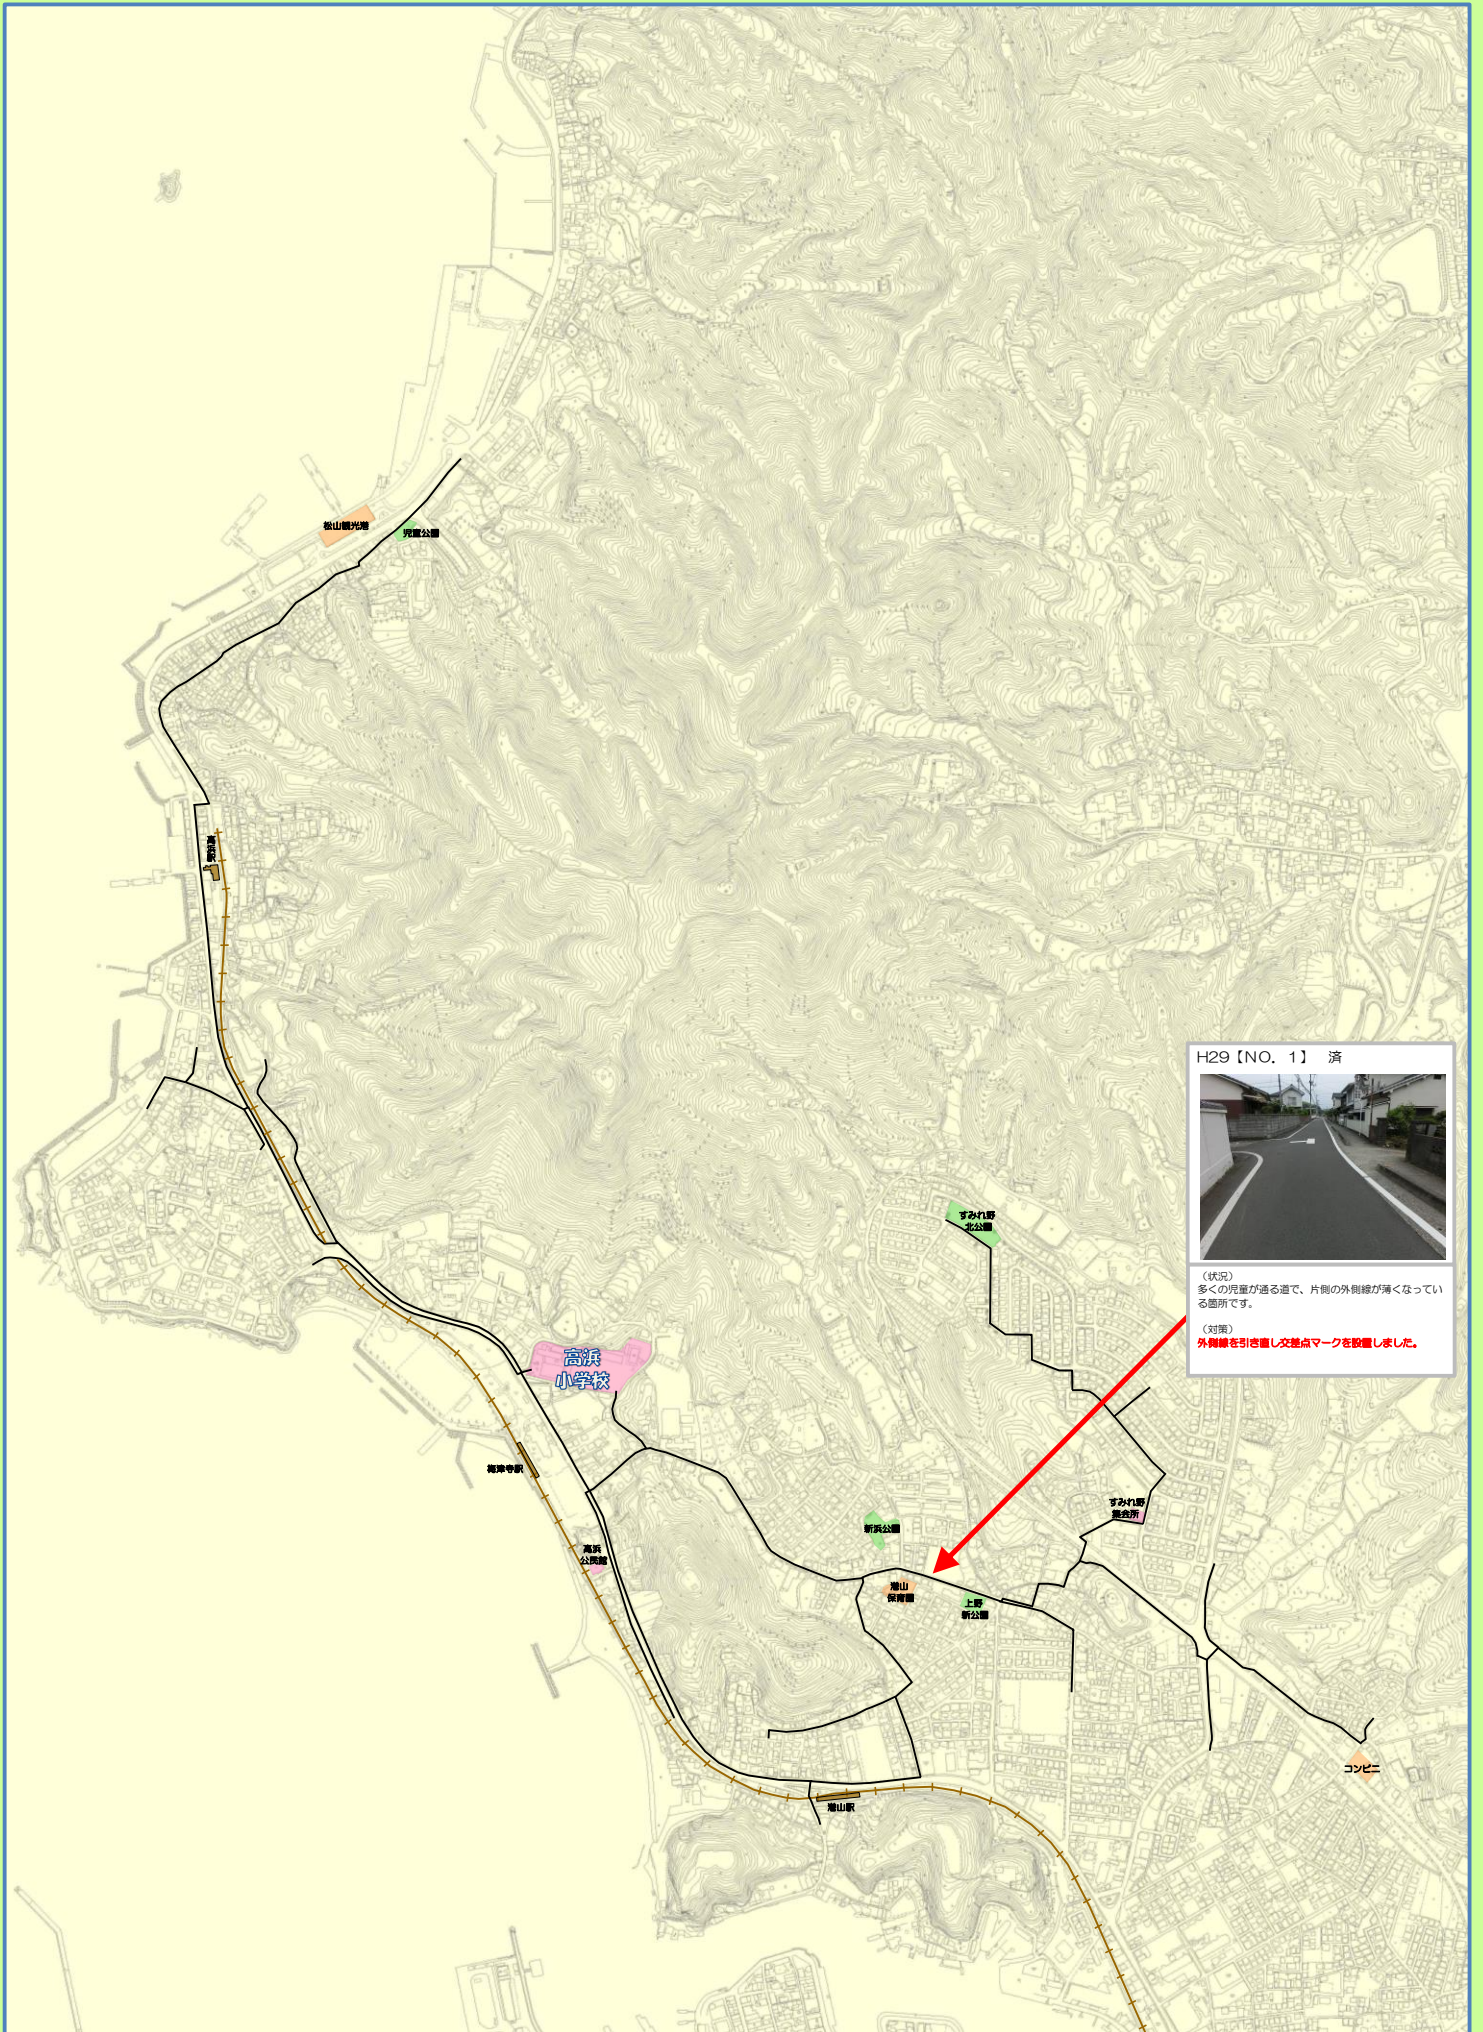 松山観光港
児童公園
高浜駅
H29【NO. 1】 済
（状況）
多くの児童が通る道で、片側の外側線が薄くなってい
る箇所です。
（対策）
外側線を引き直し交差点マークを設置しました。
すみれ野
北公園
高浜
小学校
梅津寺駅
すみれ野
集会所
新浜公園
高浜
公民館
港山
保育園
上野
新公園
コンビニ
港山駅